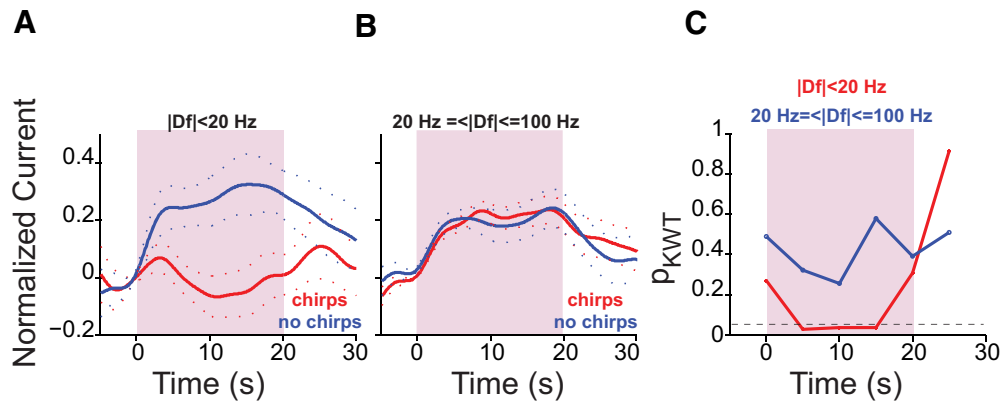 A
B
C
|Df|<20 Hz
20 Hz =<|Df|<=100 Hz
|Df|<20 Hz
20 Hz=<|Df|<=100 Hz
Normalized Current
0.4
0.2
0
−0.2
chirps
no chirps
0
10
20
30
Time (s)
chirps
no chirps
0
10
20
30
Time (s)
pKWT
1
0.8
0.6
0.4
0.2
0
0
10
20
30
Time (s)